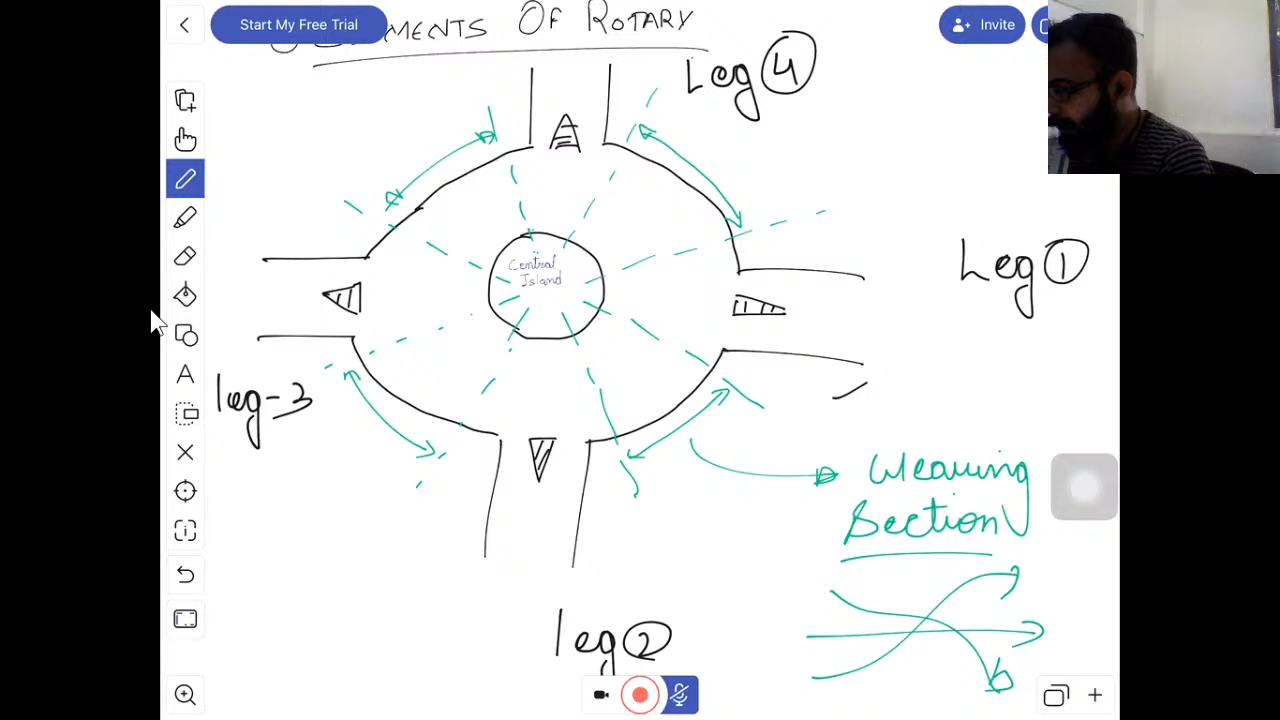 Start My Free Trial
Of Rotary
Invite
Leg 4
Central
Island
Leg 1
leg-3
Weaving
Section
leg 2